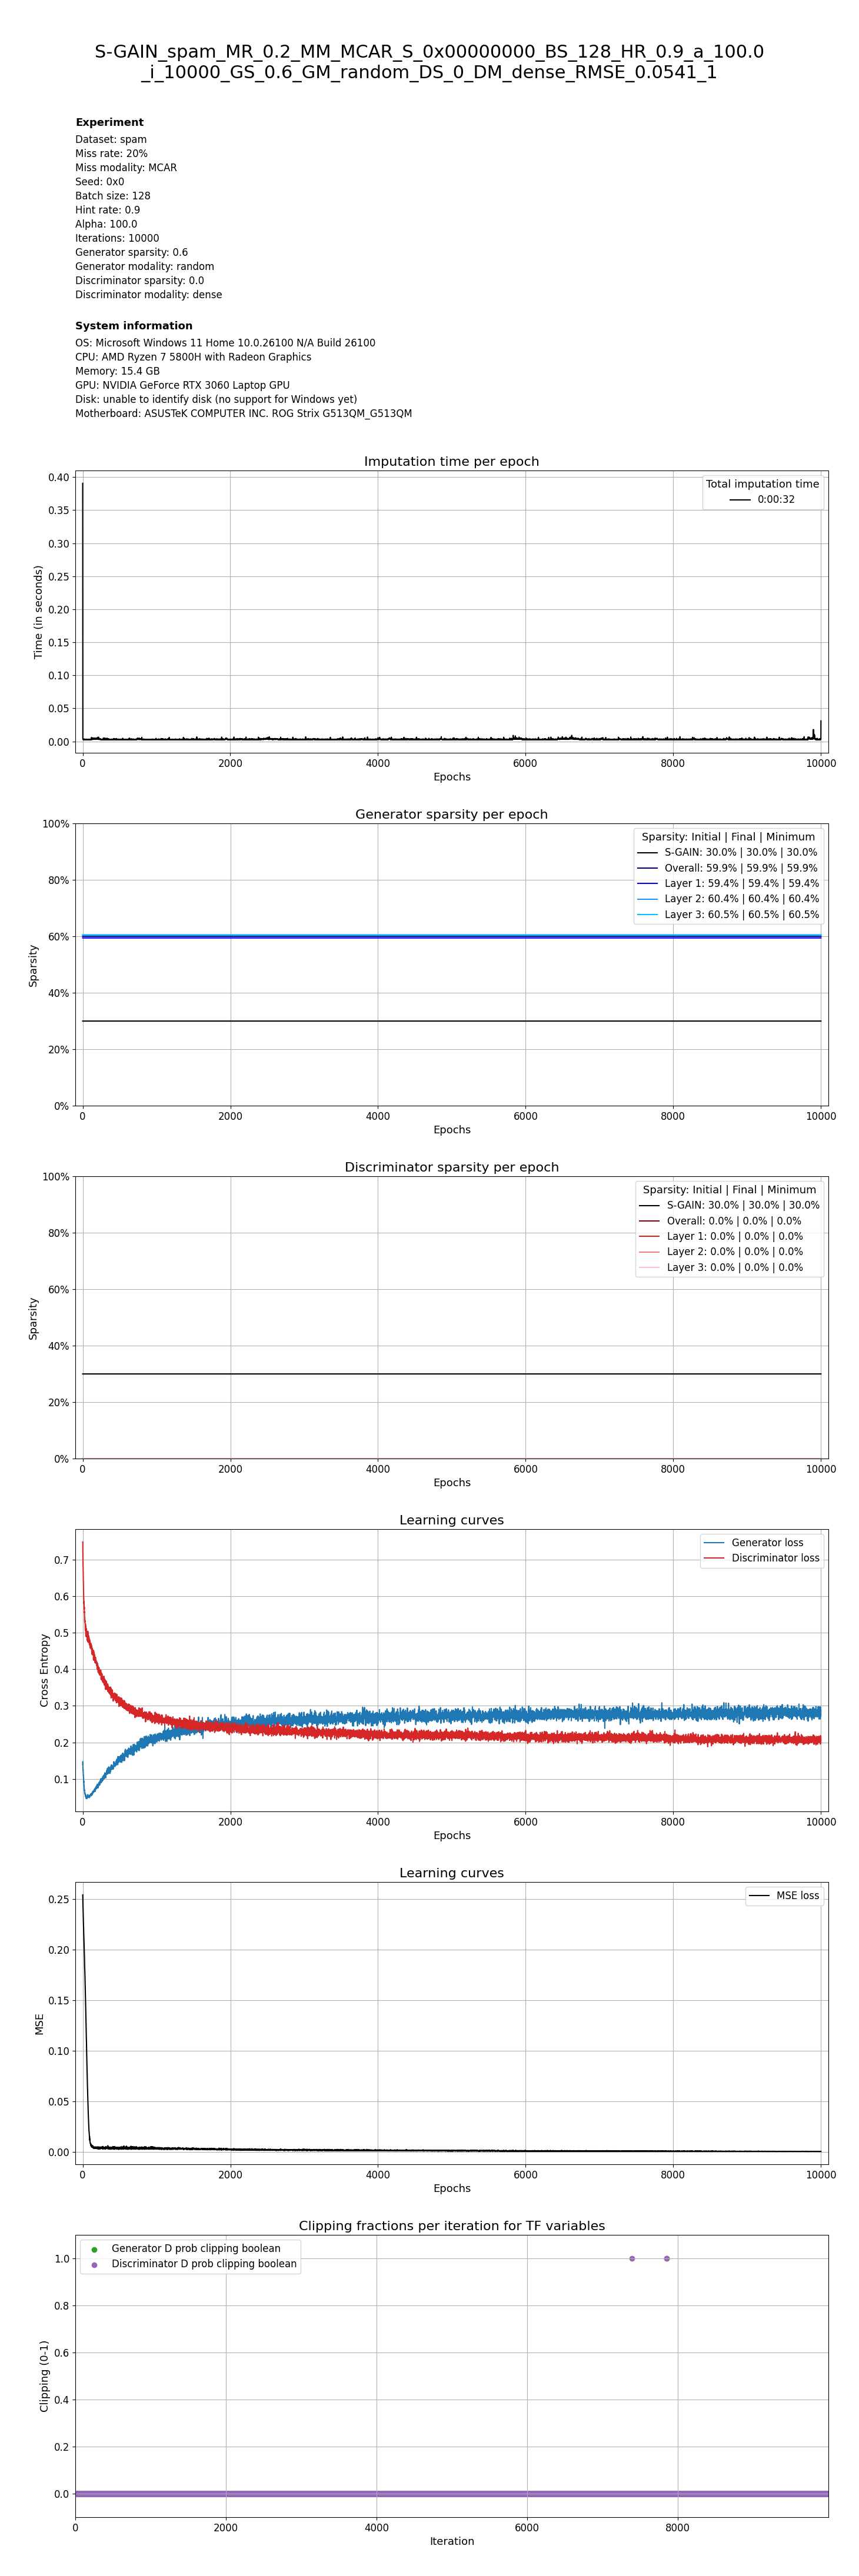 S-GAIN_spam_MR_0.2_MM_MCAR_S_0x00000000_BS_128_HR_0.9_a_100.0
_i_10000_GS_0.6_GM_random_DS_0_DM_dense_RMSE_0.0541_1
Experiment
Dataset: spam
Miss rate: 20%
Miss modality: MCAR
Seed: 0x0
Batch size: 128
Hint rate: 0.9
Alpha: 100.0
Iterations: 10000
Generator sparsity: 0.6
Generator modality: random
Discriminator sparsity: 0.0
Discriminator modality: dense
System information
OS: Microsoft Windows 11 Home 10.0.26100 N/A Build 26100
CPU: AMD Ryzen 7 5800H with Radeon Graphics
Memory: 15.4 GB
GPU: NVIDIA GeForce RTX 3060 Laptop GPU
Disk: unable to identify disk (no support for Windows yet)
Motherboard: ASUSTeK COMPUTER INC. ROG Strix G513QM_G513QM
Imputation time per epoch
Total imputation time
0:00:32
0.40
0.35
0.30
0.25
0.20
0.15
0.10
0.05
0.00
Time (in seconds)
0 2000 4000 6000 8000 10000
Epochs
Generator sparsity per epoch
Sparsity: Initial | Final | Minimum
S-GAIN: 30.0% | 30.0% | 30.0%
Overall: 59.9% | 59.9% | 59.9%
Layer 1: 59.4% | 59.4% | 59.4%
Layer 2: 60.4% | 60.4% | 60.4%
Layer 3: 60.5% | 60.5% | 60.5%
100%
80%
60%
40%
20%
0%
Sparsity
0 2000 4000 6000 8000 10000
Epochs
Discriminator sparsity per epoch
Sparsity: Initial | Final | Minimum
S-GAIN: 30.0% | 30.0% | 30.0%
Overall: 0.0% | 0.0% | 0.0%
Layer 1: 0.0% | 0.0% | 0.0%
Layer 2: 0.0% | 0.0% | 0.0%
Layer 3: 0.0% | 0.0% | 0.0%
100%
80%
60%
40%
20%
0%
Sparsity
0 2000 4000 6000 8000 10000
Epochs
Learning curves
Generator loss
Discriminator loss
0.7
0.6
0.5
0.4
0.3
0.2
0.1
Cross Entropy
0 2000 4000 6000 8000 10000
Epochs
Learning curves
MSE loss
0.25
0.20
0.15
0.10
0.05
0.00
MSE
0 2000 4000 6000 8000 10000
Epochs
Clipping fractions per iteration for TF variables
Generator D prob clipping boolean
Discriminator D prob clipping boolean
1.0
0.8
0.6
0.4
0.2
0.0
Clipping (0-1)
0 2000 4000 6000 8000
Iteration